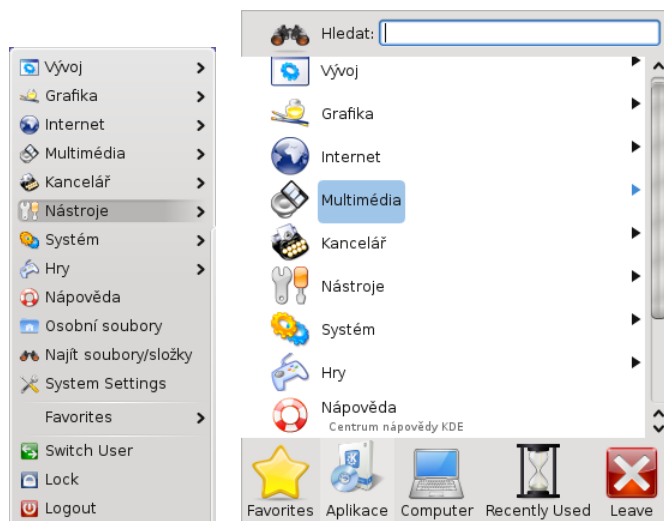 Vývoj
Grafika
Internet
Multimédia
Kancelář
Nástroje
Systém
Hry
Nápověda
Osobní soubory
Najít soubory/složky
System Settings
Favorites
Switch User
Lock
Logout
Hledat:
Vývoj
Grafika
Internet
Multimédia
Kancelář
Nástroje
Systém
Hry
Nápověda
Centrum nápovědy KDE
Favorites Aplikace Computer Recently Used Leave